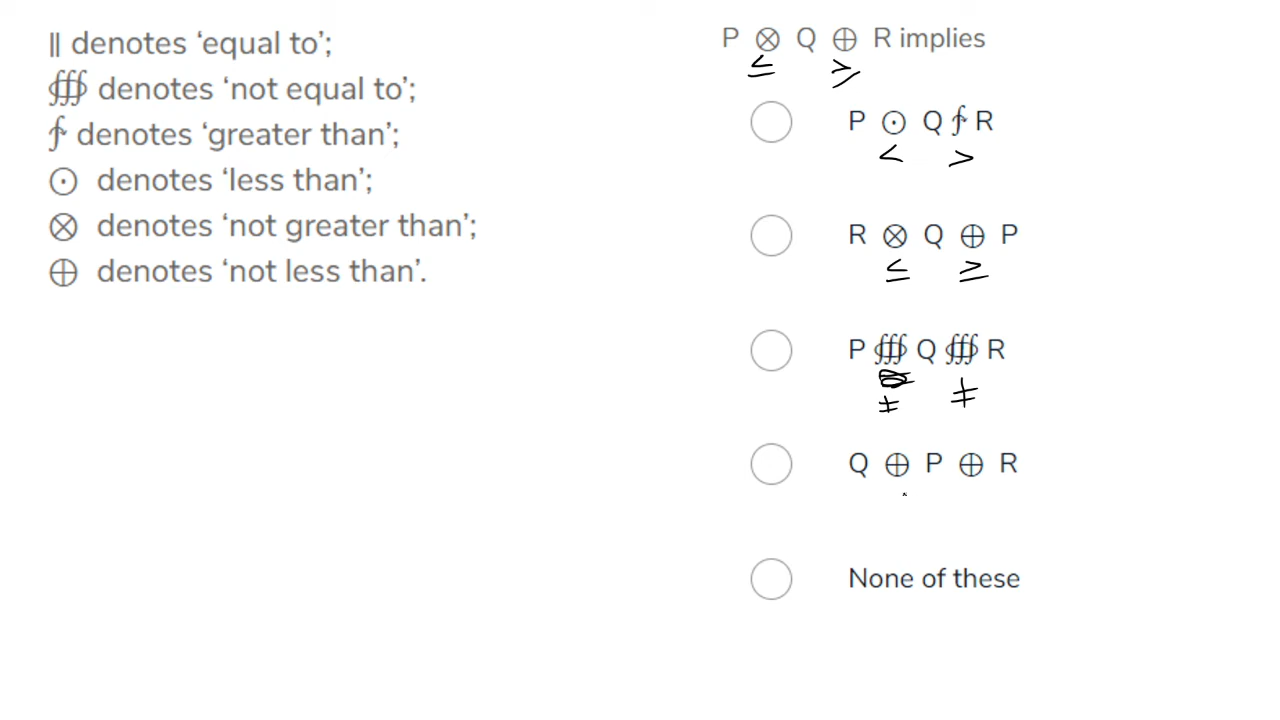 ∥ denotes ‘equal to’;
∰ denotes ‘not equal to’;
⨍ denotes ‘greater than’;
⊙ denotes ‘less than’;
⊗ denotes ‘not greater than’;
⊕ denotes ‘not less than’.
P ⊗ Q ⊕ R implies
≤ ≥
P ⊙ Q ⨍ R
< >
R ⊗ Q ⊕ P
≤ ≥
P ∰ Q ∰ R
≠ ≠
Q ⊕ P ⊕ R
None of these